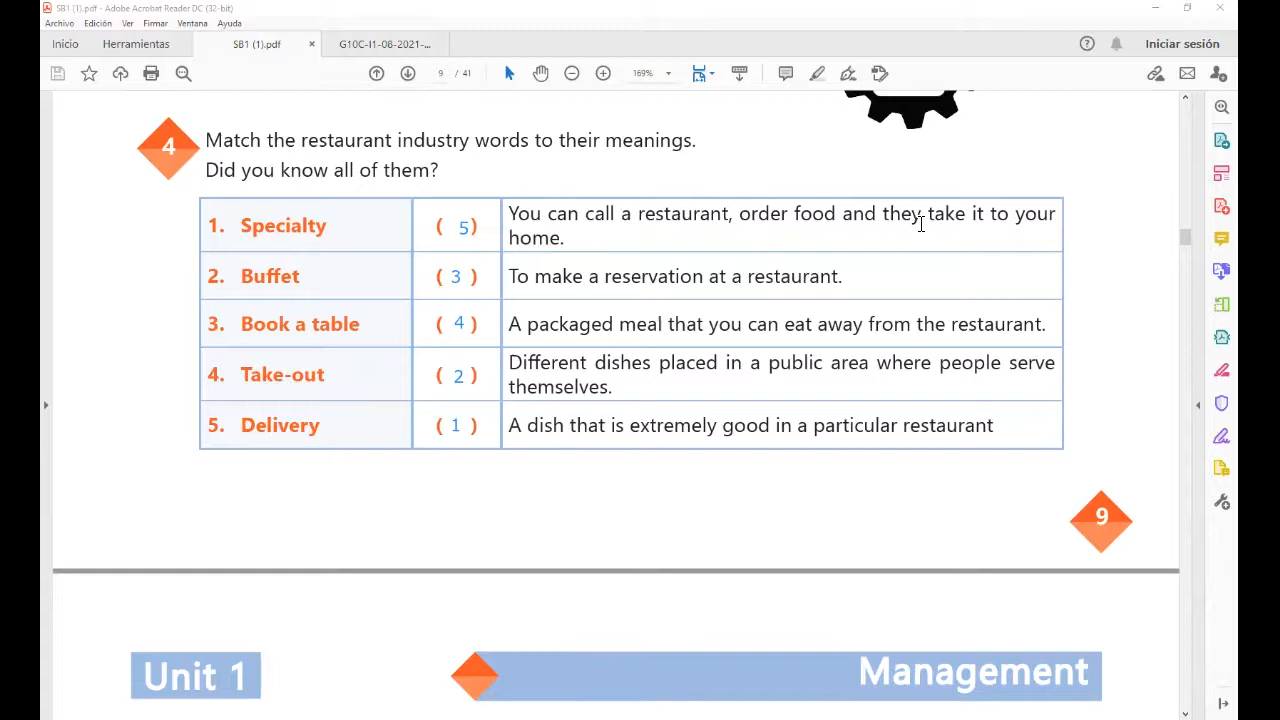 SB1 (1).pdf - Adobe Acrobat Reader DC (32-bit)
Archivo Edición Ver Firmar Ventana Ayuda
Inicio Herramientas SB1 (1).pdf × G10C-I1-08-2021-... Iniciar sesión
9 / 41 169%
4 Match the restaurant industry words to their meanings.
Did you know all of them?
1. Specialty ( 5 ) You can call a restaurant, order food and they take it to your
home.
2. Buffet ( 3 ) To make a reservation at a restaurant.
3. Book a table ( 4 ) A packaged meal that you can eat away from the restaurant.
4. Take-out ( 2 ) Different dishes placed in a public area where people serve
themselves.
5. Delivery ( 1 ) A dish that is extremely good in a particular restaurant
9
Unit 1 Management